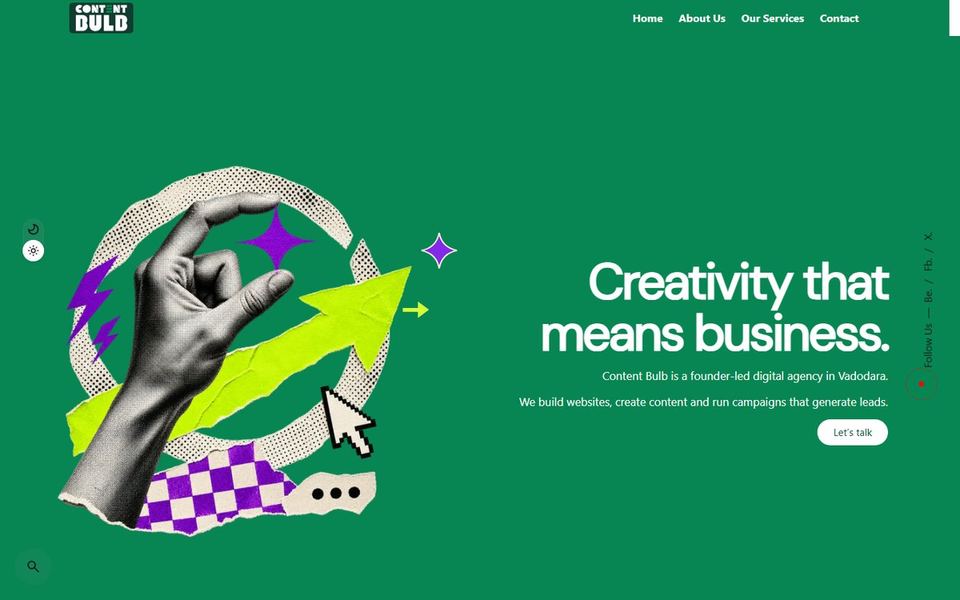 CONTENT
BULB
Home
About Us
Our Services
Contact
Creativity that
means business.
Content Bulb is a founder-led digital agency in Vadodara.
We build websites, create content and run campaigns that generate leads.
Let's talk
Follow Us — Be. / Fb. / X.